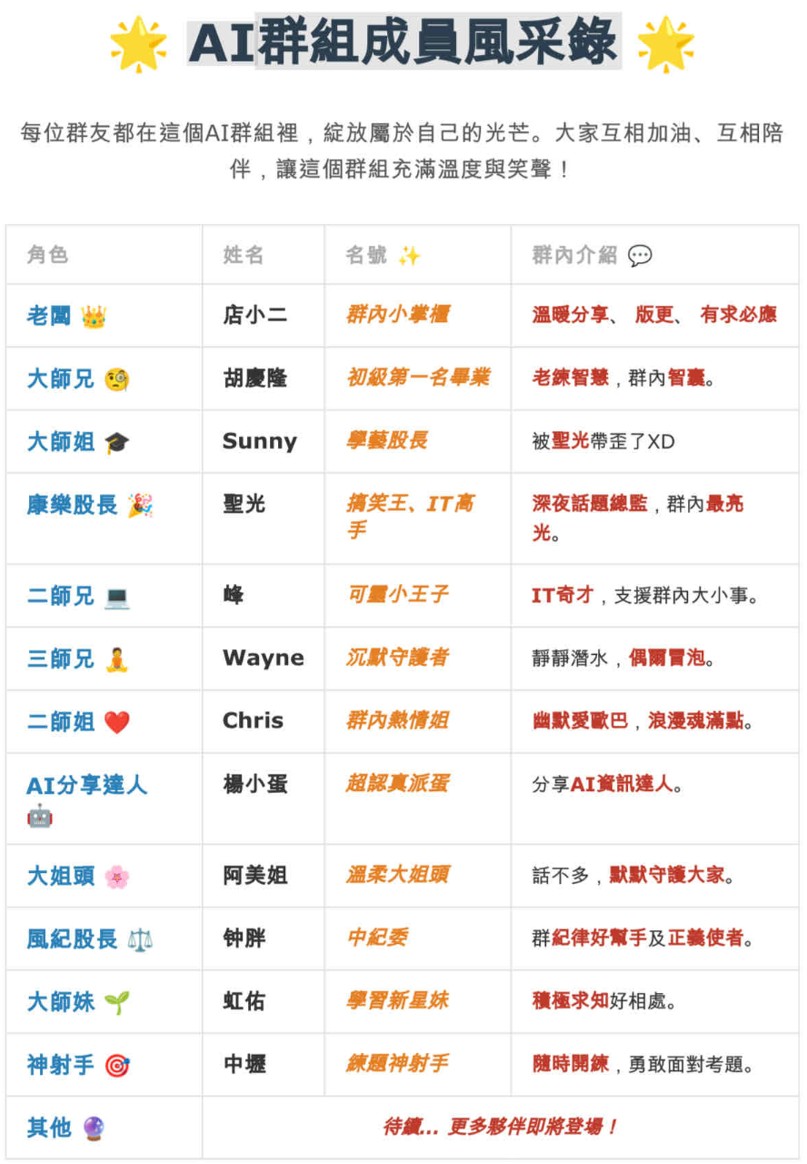 🌟 AI群組成員風采錄 🌟
每位群友都在這個AI群組裡，綻放屬於自己的光芒。大家互相加油、互相陪
伴，讓這個群組充滿溫度與笑聲！
角色 姓名 名號 ✨ 群內介紹 💬
老闆 👑 店小二 群內小掌櫃 溫暖分享、 版更、 有求必應
大師兄 🧐 胡慶隆 初級第一名畢業 老練智慧，群內智囊。
大師姐 🎓 Sunny 學藝股長 被聖光帶歪了XD
康樂股長 🎉 聖光 搞笑王、IT高 深夜話題總監，群內最亮
手 光。
二師兄 💻 峰 可靈小王子 IT奇才，支援群內大小事。
三師兄 🧘 Wayne 沉默守護者 靜靜潛水，偶爾冒泡。
二師姐 ❤️ Chris 群內熱情姐 幽默愛歐巴，浪漫魂滿點。
AI分享達人 楊小蛋 超認真派蛋 分享AI資訊達人。
🤖
大姐頭 🌸 阿美姐 溫柔大姐頭 話不多，默默守護大家。
風紀股長 ⚖️ 钟胖 中紀委 群紀律好幫手及正義使者。
大師妹 🌱 虹佑 學習新星妹 積極求知好相處。
神射手 🎯 中壢 練題神射手 隨時開練，勇敢面對考題。
其他 🔮 待續... 更多夥伴即將登場！